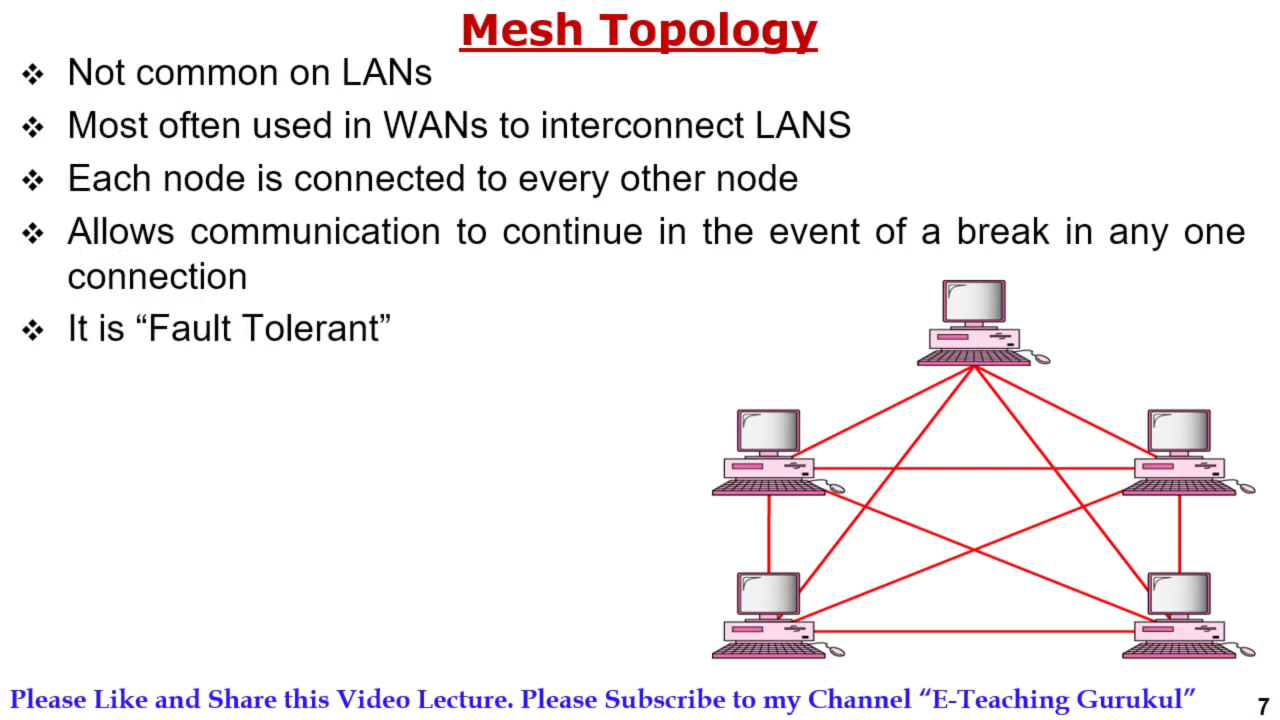 Mesh Topology
❖ Not common on LANs
❖ Most often used in WANs to interconnect LANS
❖ Each node is connected to every other node
❖ Allows communication to continue in the event of a break in any one
connection
❖ It is “Fault Tolerant”
Please Like and Share this Video Lecture. Please Subscribe to my Channel “E-Teaching Gurukul”
7